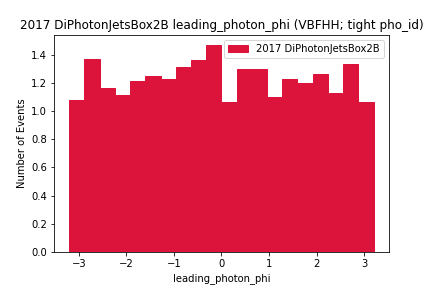 2017 DiPhotonJetsBox2B leading_photon_phi (VBFHH; tight pho_id)
2017 DiPhotonJetsBox2B
Number of Events
1.4
1.2
1.0
0.8
0.6
0.4
0.2
0.0
−3 −2 −1 0 1 2 3
leading_photon_phi